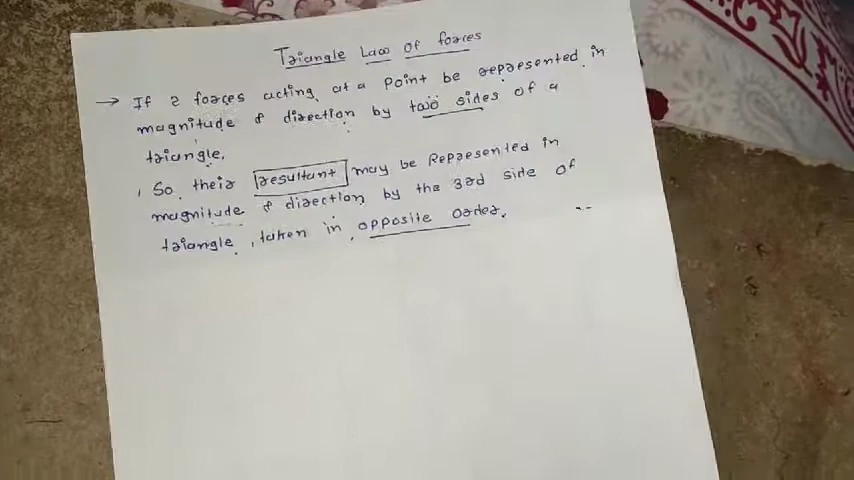 Triangle Law of forces
→ If 2 forces acting at a point be represented in
magnitude & direction by two sides of a
triangle.
So their resultant may be Represented in
magnitude & direction by the 3rd side of
triangle, taken in opposite order.